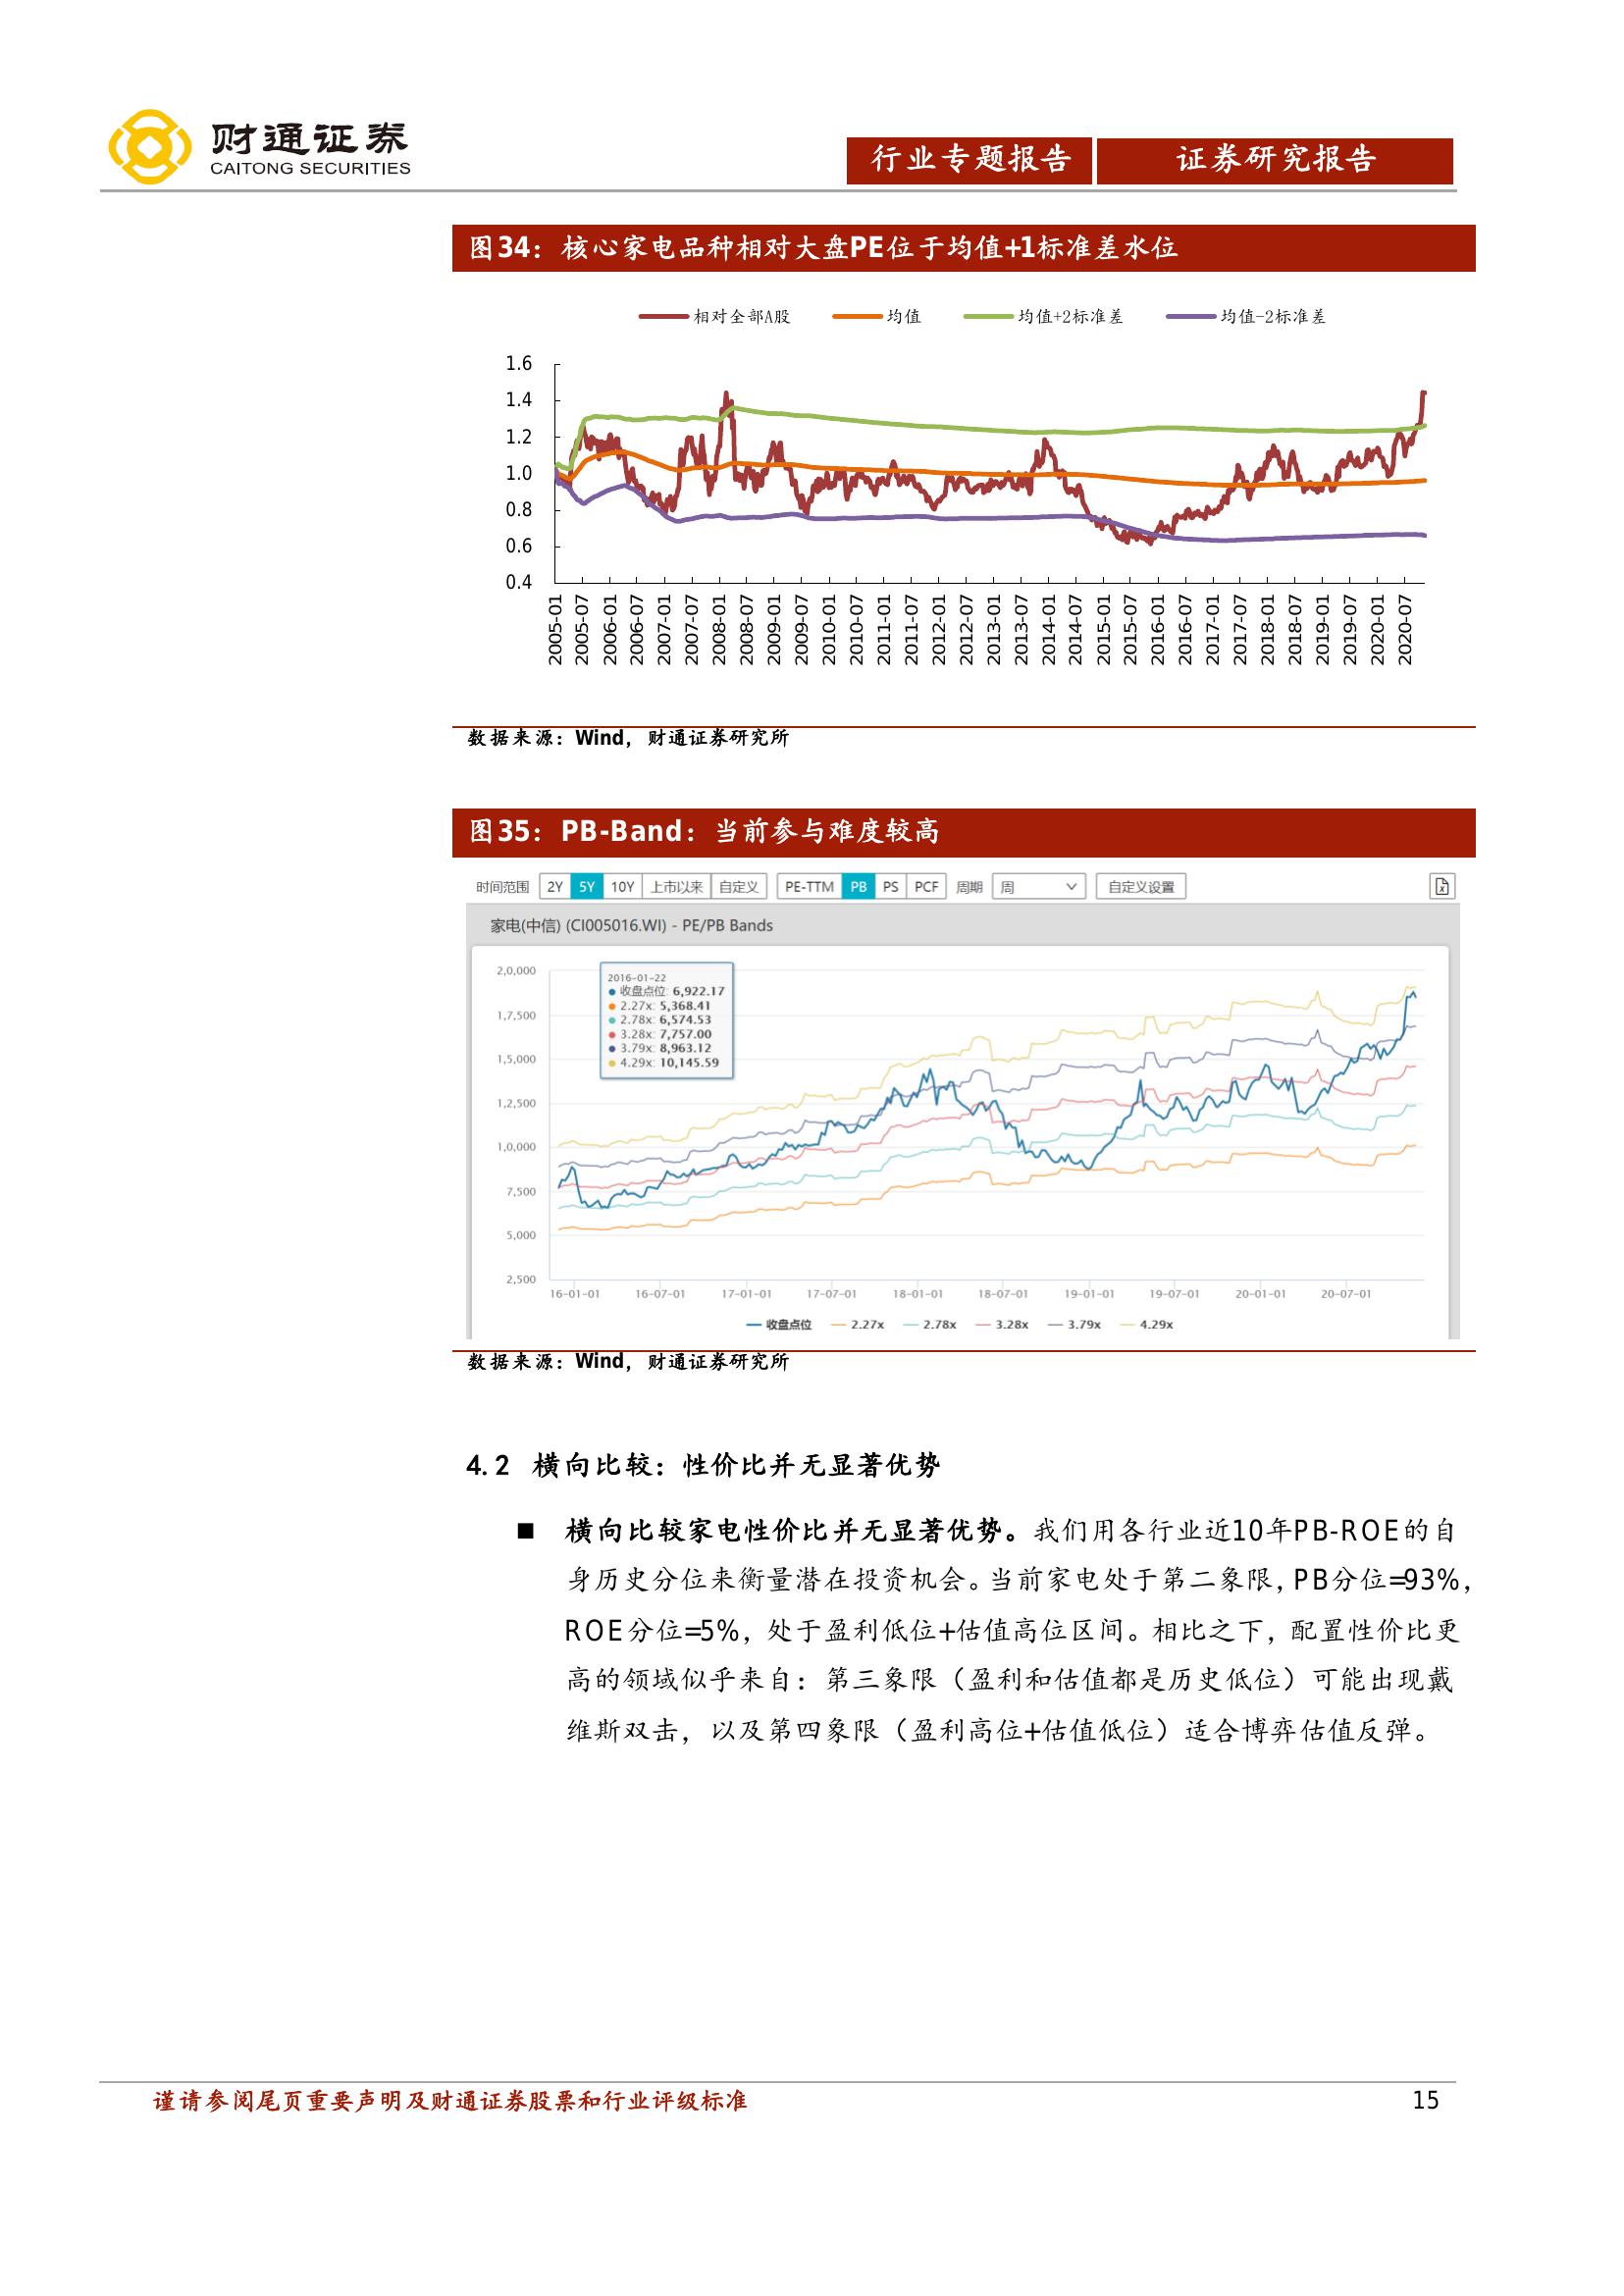 财通证券
CAITONG SECURITIES
行业专题报告 证券研究报告
图34：核心家电品种相对大盘PE位于均值+1标准差水位
相对全部A股 均值 均值+2标准差 均值-2标准差
1.6
1.4
1.2
1.0
0.8
0.6
0.4
2005-01 2005-07 2006-01 2006-07 2007-01 2007-07 2008-01 2008-07 2009-01 2009-07 2010-01 2010-07 2011-01 2011-07 2012-01 2012-07 2013-01 2013-07 2014-01 2014-07 2015-01 2015-07 2016-01 2016-07 2017-01 2017-07 2018-01 2018-07 2019-01 2019-07 2020-01 2020-07
数据来源：Wind，财通证券研究所
图35：PB-Band：当前参与难度较高
时间范围 2Y 5Y 10Y 上市以来 自定义 PE-TTM PB PS PCF 周期 周 自定义设置
家电(中信) (CI005016.WI) - PE/PB Bands
2,0,000
1,7,500
1,5,000
1,2,500
1,0,000
7,500
5,000
2,500
2016-01-22
收盘点位: 6,922.17
2.27x: 5,368.41
2.78x: 6,574.53
3.28x: 7,757.00
3.79x: 8,963.12
4.29x: 10,145.59
16-01-01 16-07-01 17-01-01 17-07-01 18-01-01 18-07-01 19-01-01 19-07-01 20-01-01 20-07-01
收盘点位 2.27x 2.78x 3.28x 3.79x 4.29x
数据来源：Wind，财通证券研究所
4.2 横向比较：性价比并无显著优势
■ 横向比较家电性价比并无显著优势。我们用各行业近10年PB-ROE的自
身历史分位来衡量潜在投资机会。当前家电处于第二象限，PB分位=93%，
ROE分位=5%，处于盈利低位+估值高位区间。相比之下，配置性价比更
高的领域似乎来自：第三象限（盈利和估值都是历史低位）可能出现戴
维斯双击，以及第四象限（盈利高位+估值低位）适合博弈估值反弹。
谨请参阅尾页重要声明及财通证券股票和行业评级标准 15